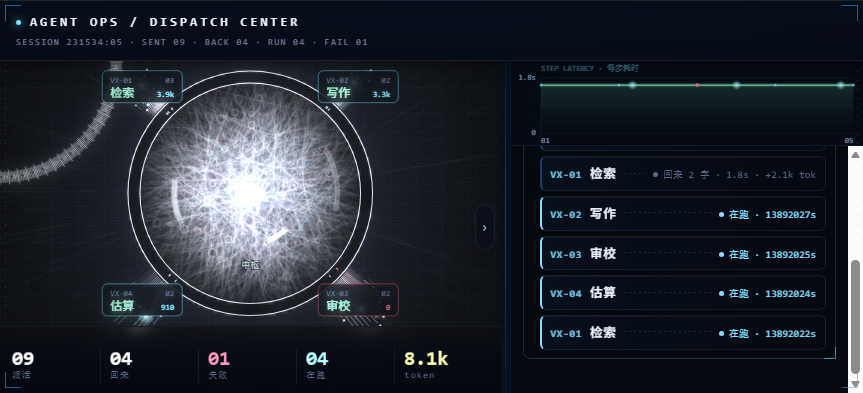 AGENT OPS / DISPATCH CENTER
SESSION 231534:05 · SENT 09 · BACK 04 · RUN 04 · FAIL 01
VX-01 03
检索 3.9k
VX-02 02
写作 3.3k
中枢
VX-04 02
估算 910
VX-03 02
审校 0
09
派活
04
回来
01
失败
04
在跑
8.1k
token
›
STEP LATENCY · 每步耗时
1.8s
0
01 05
VX-01 检索 回来 2 字 · 1.8s · +2.1k tok
VX-02 写作 在跑 · 13892027s
VX-03 审校 在跑 · 13892025s
VX-04 估算 在跑 · 13892024s
VX-01 检索 在跑 · 13892022s